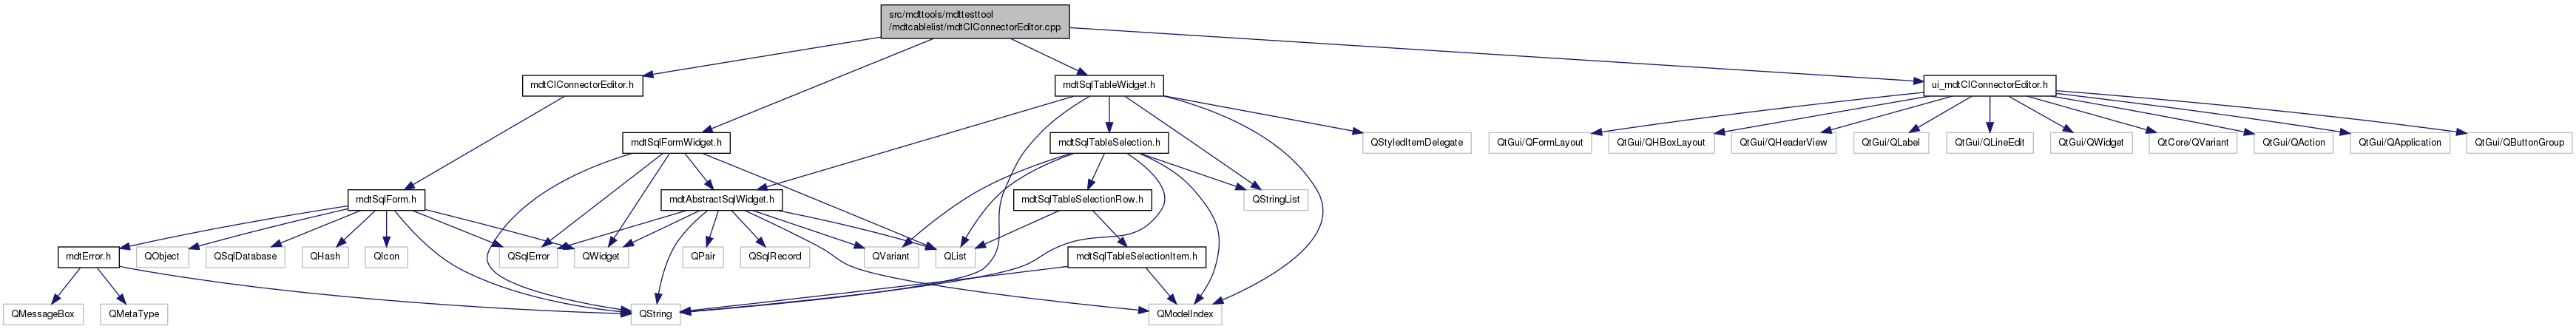 src/mdttools/mdttesttool
/mdtcablelist/mdtClConnectorEditor.cpp
mdtClConnectorEditor.h
mdtSqlTableWidget.h
ui_mdtClConnectorEditor.h
mdtSqlFormWidget.h
mdtSqlTableSelection.h
QStyledItemDelegate
QtGui/QFormLayout
QtGui/QHBoxLayout
QtGui/QHeaderView
QtGui/QLabel
QtGui/QLineEdit
QtGui/QWidget
QtCore/QVariant
QtGui/QAction
QtGui/QApplication
QtGui/QButtonGroup
mdtSqlForm.h
mdtAbstractSqlWidget.h
mdtSqlTableSelectionRow.h
QStringList
mdtError.h
QObject
QSqlDatabase
QHash
QIcon
QSqlError
QWidget
QPair
QSqlRecord
QVariant
QList
mdtSqlTableSelectionItem.h
QMessageBox
QMetaType
QString
QModelIndex